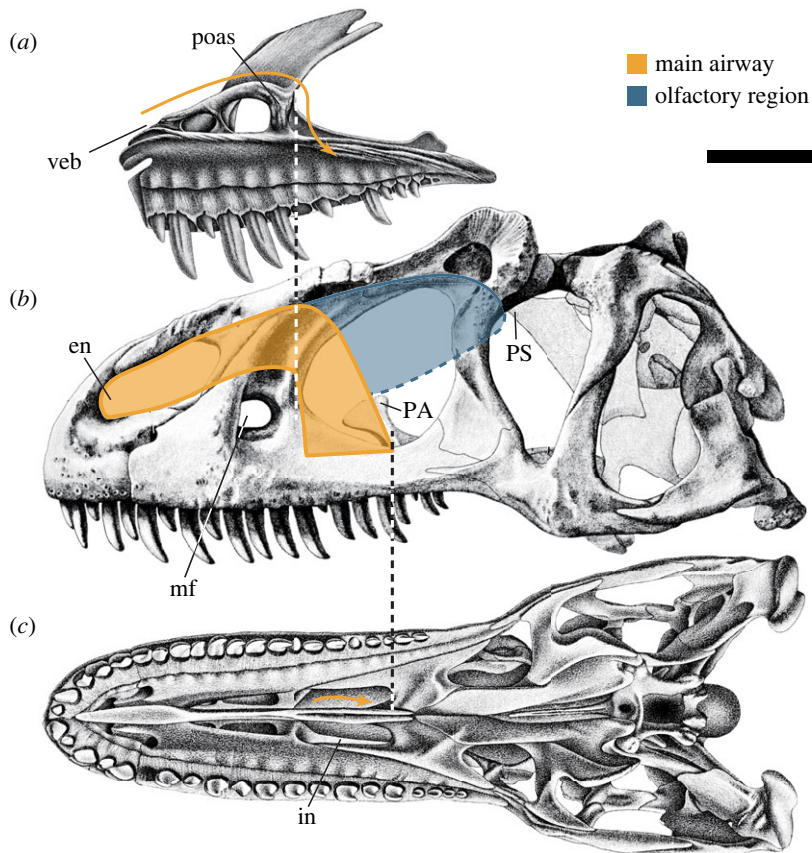 (a)
poas
veb
main airway
olfactory region
(b)
en
PS
PA
mf
(c)
in